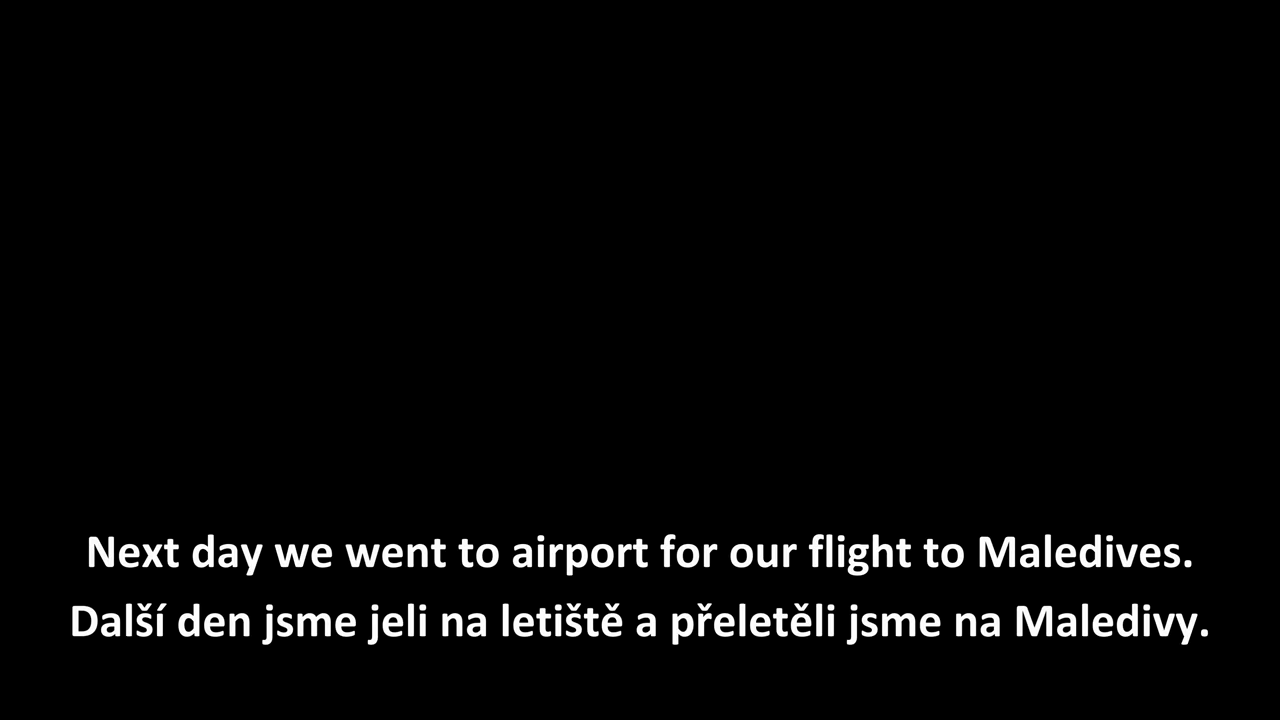 Next day we went to airport for our flight to Maledives.
Další den jsme jeli na letiště a přeletěli jsme na Maledivy.